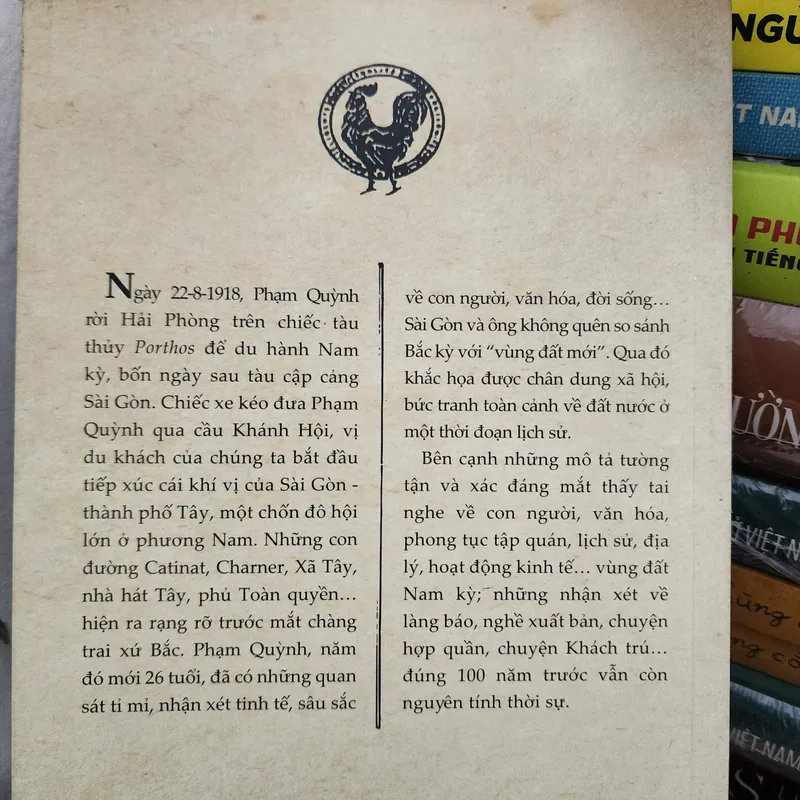 Ngày 22-8-1918, Phạm Quỳnh
rời Hải Phòng trên chiếc tàu
thủy Porthos để du hành Nam
kỳ, bốn ngày sau tàu cập cảng
Sài Gòn. Chiếc xe kéo đưa Phạm
Quỳnh qua cầu Khánh Hội, vị
du khách của chúng ta bắt đầu
tiếp xúc cái khí vị của Sài Gòn -
thành phố Tây, một chốn đô hội
lớn ở phương Nam. Những con
đường Catinat, Charner, Xã Tây,
nhà hát Tây, phủ Toàn quyền...
hiện ra rạng rỡ trước mắt chàng
trai xứ Bắc. Phạm Quỳnh, năm
đó mới 26 tuổi, đã có những quan
sát tỉ mỉ, nhận xét tinh tế, sâu sắc
về con người, văn hóa, đời sống...
Sài Gòn và ông không quên so sánh
Bắc kỳ với “vùng đất mới”. Qua đó
khắc họa được chân dung xã hội,
bức tranh toàn cảnh về đất nước ở
một thời đoạn lịch sử.
Bên cạnh những mô tả tường
tận và xác đáng mắt thấy tai
nghe về con người, văn hóa,
phong tục tập quán, lịch sử, địa
lý, hoạt động kinh tế... vùng đất
Nam kỳ; những nhận xét về
làng báo, nghề xuất bản, chuyện
hợp quần, chuyện Khách trú...
đúng 100 năm trước vẫn còn
nguyên tính thời sự.
TIẾNG
VIỆT NAM
VIỆT NAM